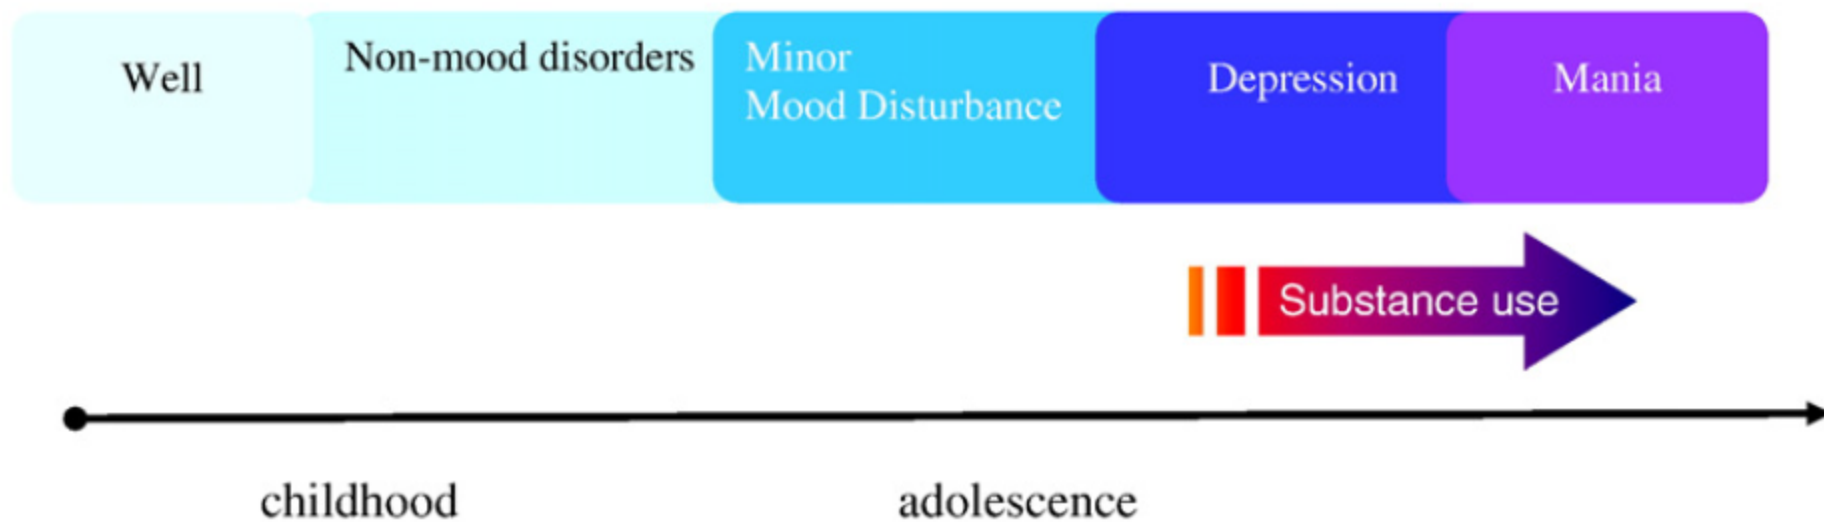 Well
Non-mood disorders
Minor
Mood Disturbance
Depression
Mania
Substance use
childhood
adolescence